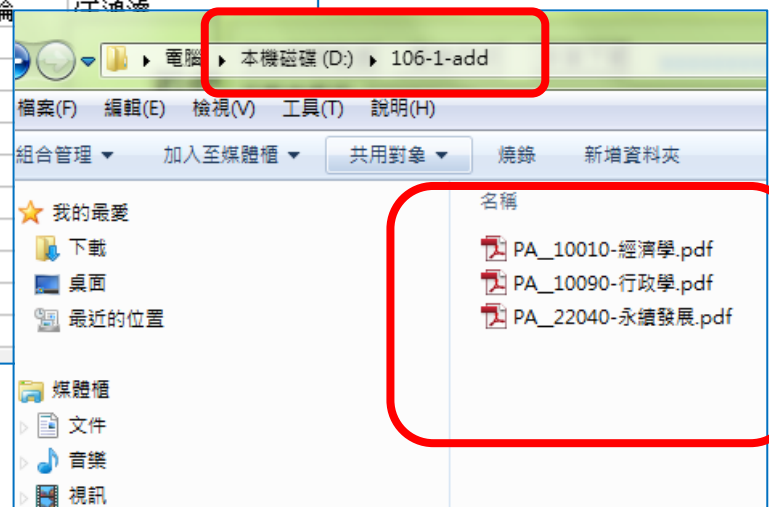 論
電腦 ▸ 本機磁碟 (D:) ▸ 106-1-add
檔案(F) 編輯(E) 檢視(V) 工具(T) 說明(H)
組合管理 ▼ 加入至媒體櫃 ▼ 共用對象 ▼ 燒錄 新增資料夾
我的最愛
下載
桌面
最近的位置
媒體櫃
文件
音樂
視訊
名稱
PA__10010-經濟學.pdf
PA__10090-行政學.pdf
PA__22040-永續發展.pdf